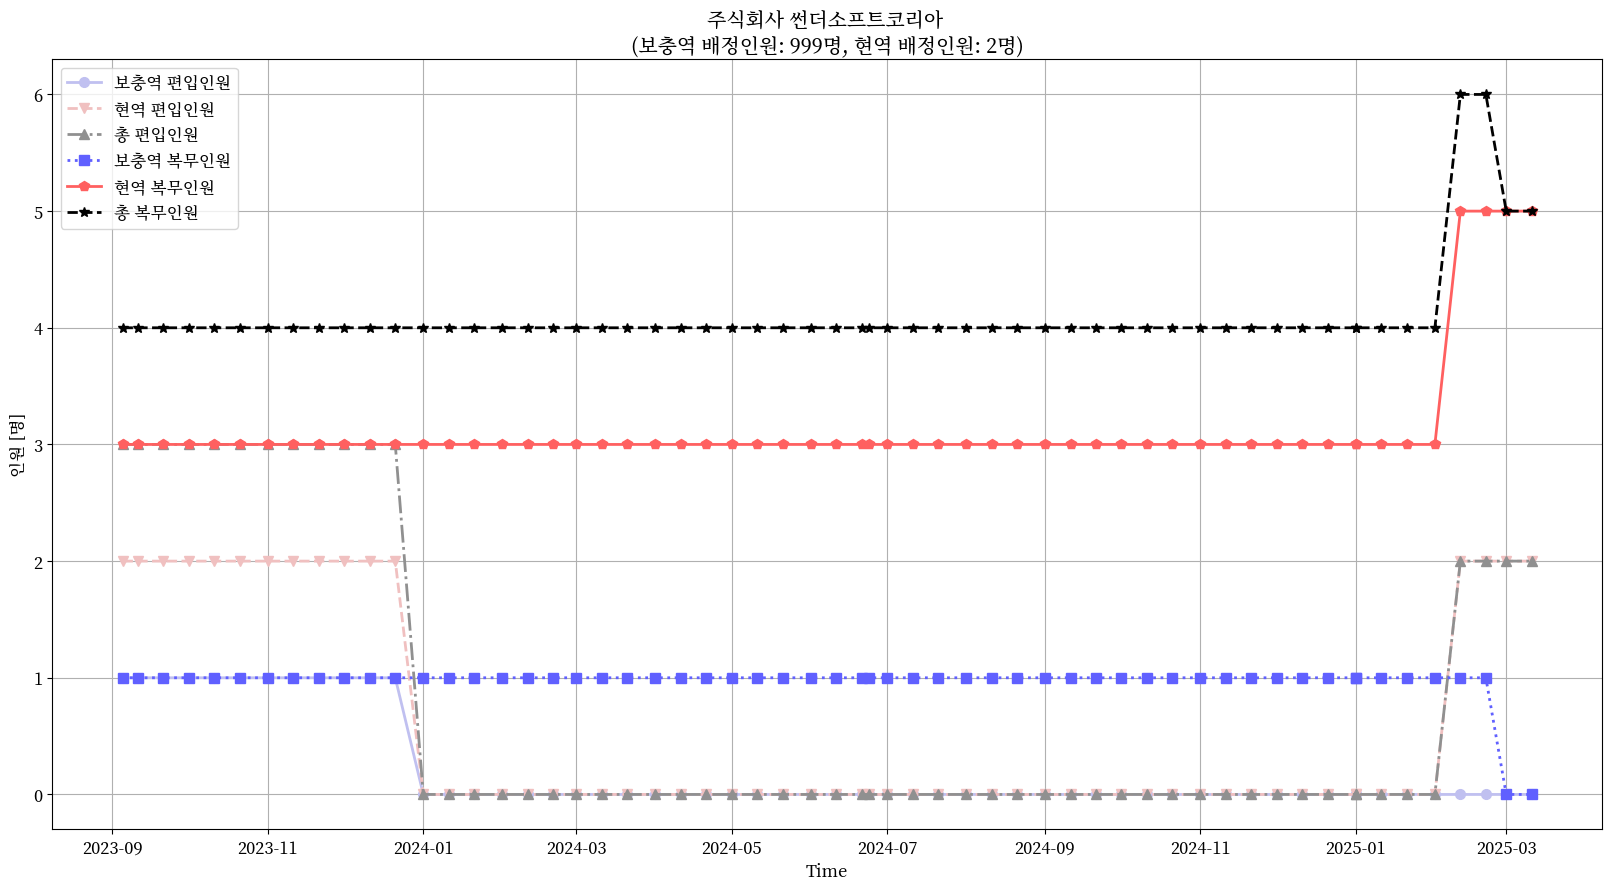 주식회사 썬더소프트코리아
(보충역 배정인원: 999명, 현역 배정인원: 2명)
보충역 편입인원
현역 편입인원
총 편입인원
보충역 복무인원
현역 복무인원
총 복무인원
인원 [명]
6
5
4
3
2
1
0
2023-09 2023-11 2024-01 2024-03 2024-05 2024-07 2024-09 2024-11 2025-01 2025-03
Time